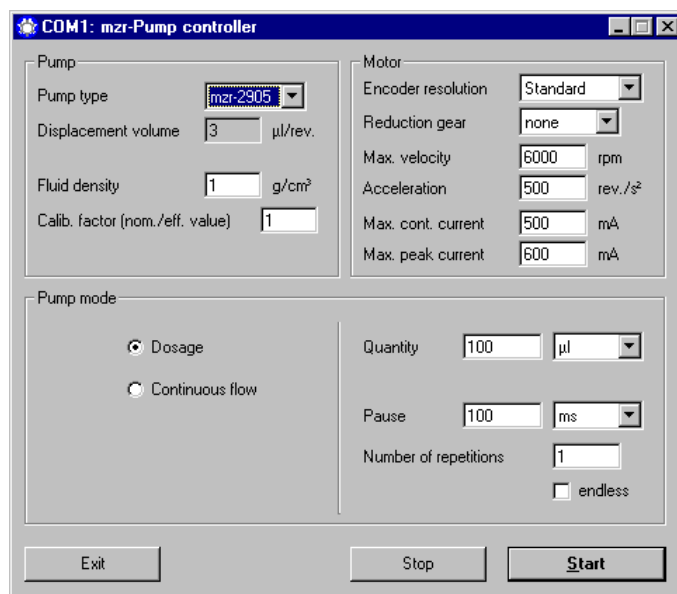 COM1: mzr-Pump controller
Pump
Pump type mzr-2905
Displacement volume 3 µl/rev.
Fluid density 1 g/cm³
Calib. factor (nom./eff. value) 1
Motor
Encoder resolution Standard
Reduction gear none
Max. velocity 6000 rpm
Acceleration 500 rev./s²
Max. cont. current 500 mA
Max. peak current 600 mA
Pump mode
Dosage
Continuous flow
Quantity 100 µl
Pause 100 ms
Number of repetitions 1
endless
Exit Stop Start